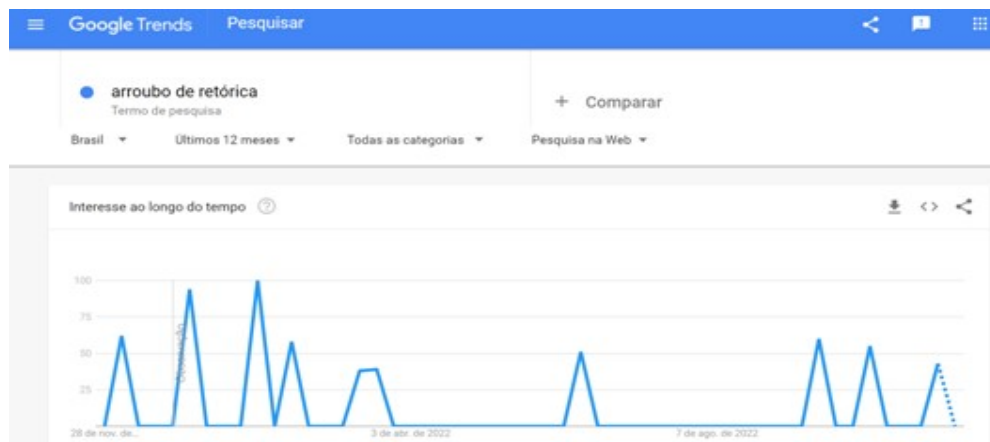 Google Trends Pesquisar
arroubo de retórica
Termo de pesquisa
+ Comparar
Brasil Últimos 12 meses Todas as categorias Pesquisa na Web
Interesse ao longo do tempo
100
75
50
25
Observação
28 de nov. de... 3 de abr. de 2022 7 de ago. de 2022